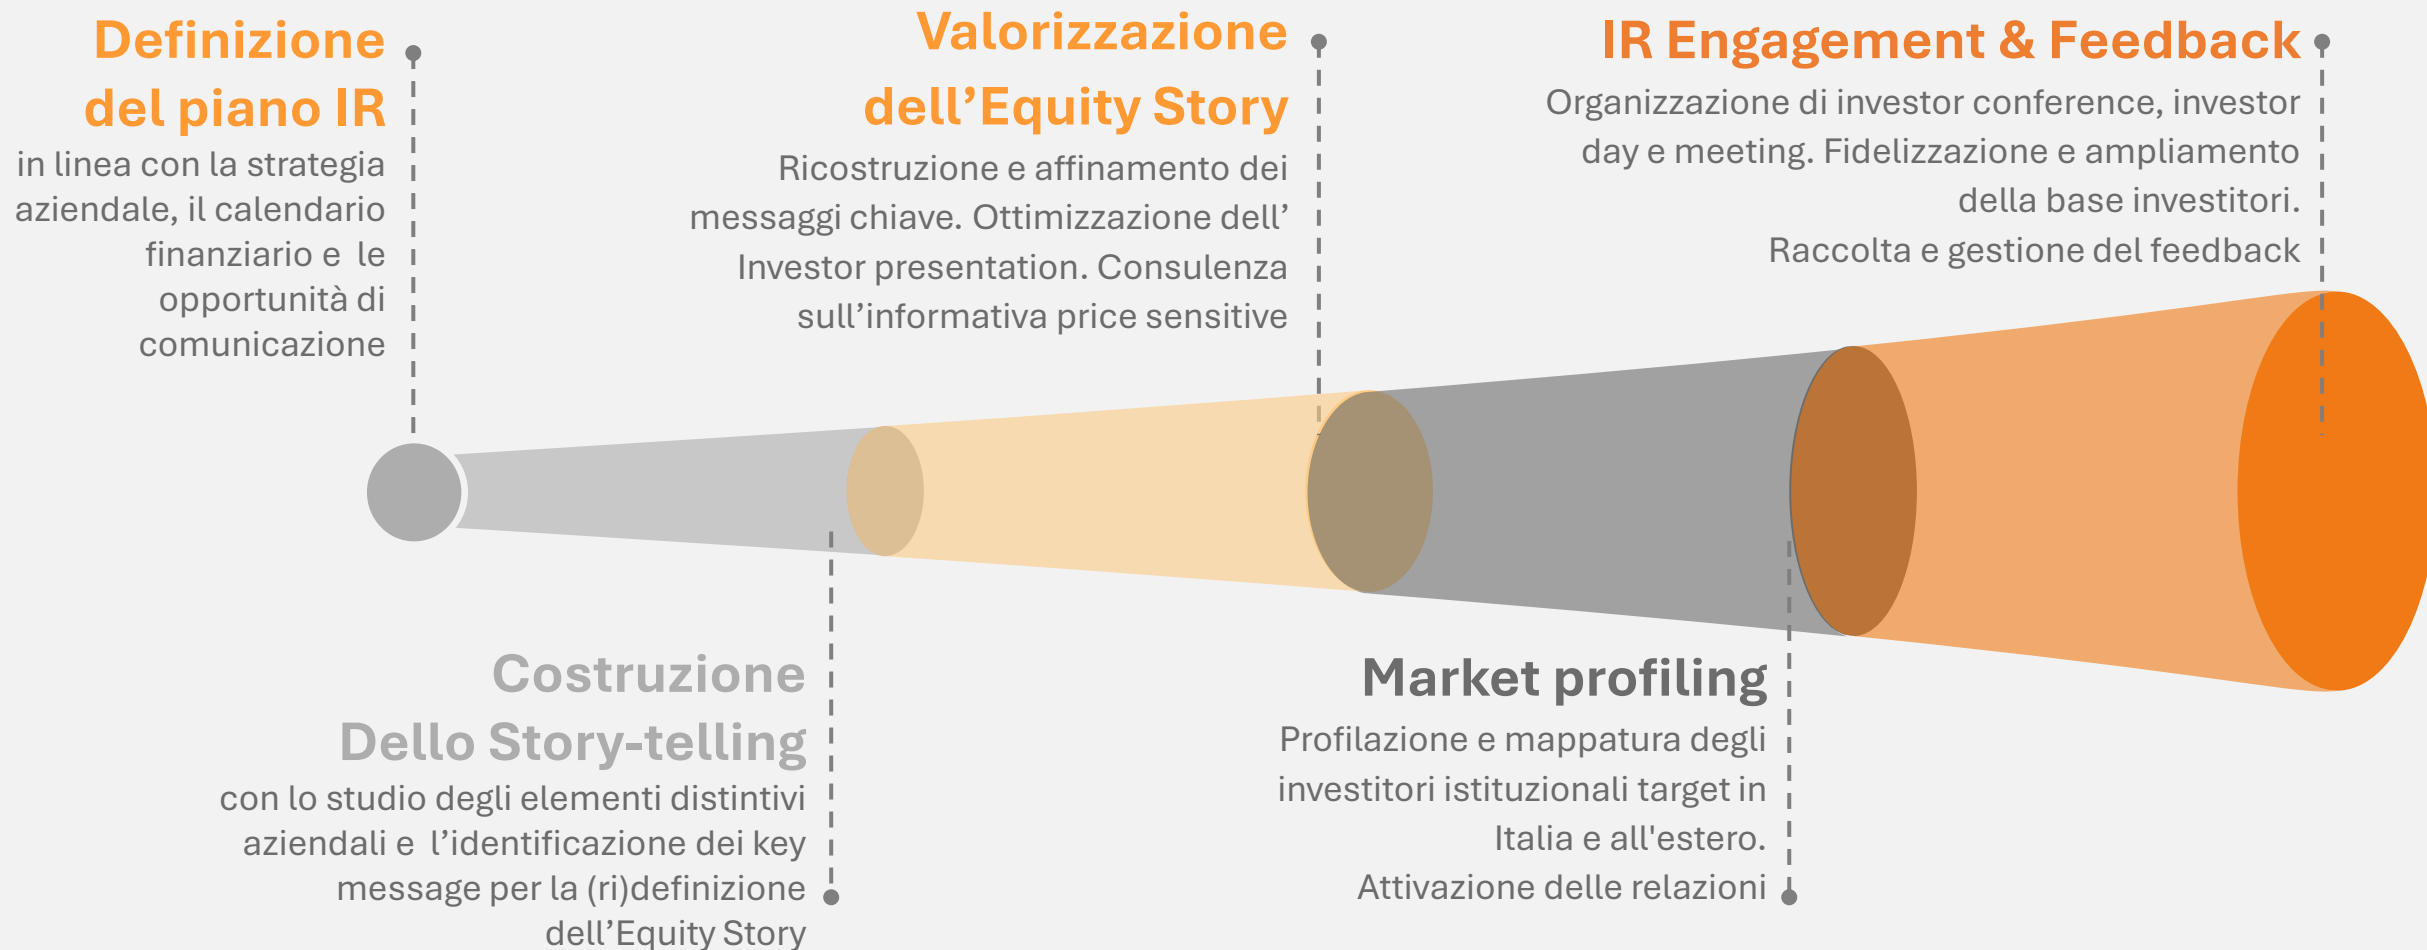 Definizione
del piano IR
in linea con la strategia
aziendale, il calendario
finanziario e  le
opportunità di
comunicazione
Costruzione
Dello Story-telling
con lo studio degli elementi distintivi
aziendali e  l’identificazione dei key
message per la (ri)definizione
dell’Equity Story
Valorizzazione
dell’Equity Story
Ricostruzione e affinamento dei
messaggi chiave. Ottimizzazione dell’
Investor presentation. Consulenza
sull’informativa price sensitive
Market profiling
Profilazione e mappatura degli
investitori istituzionali target in
Italia e all'estero.
Attivazione delle relazioni
IR Engagement & Feedback
Organizzazione di investor conference, investor
day e meeting. Fidelizzazione e ampliamento
della base investitori.
Raccolta e gestione del feedback